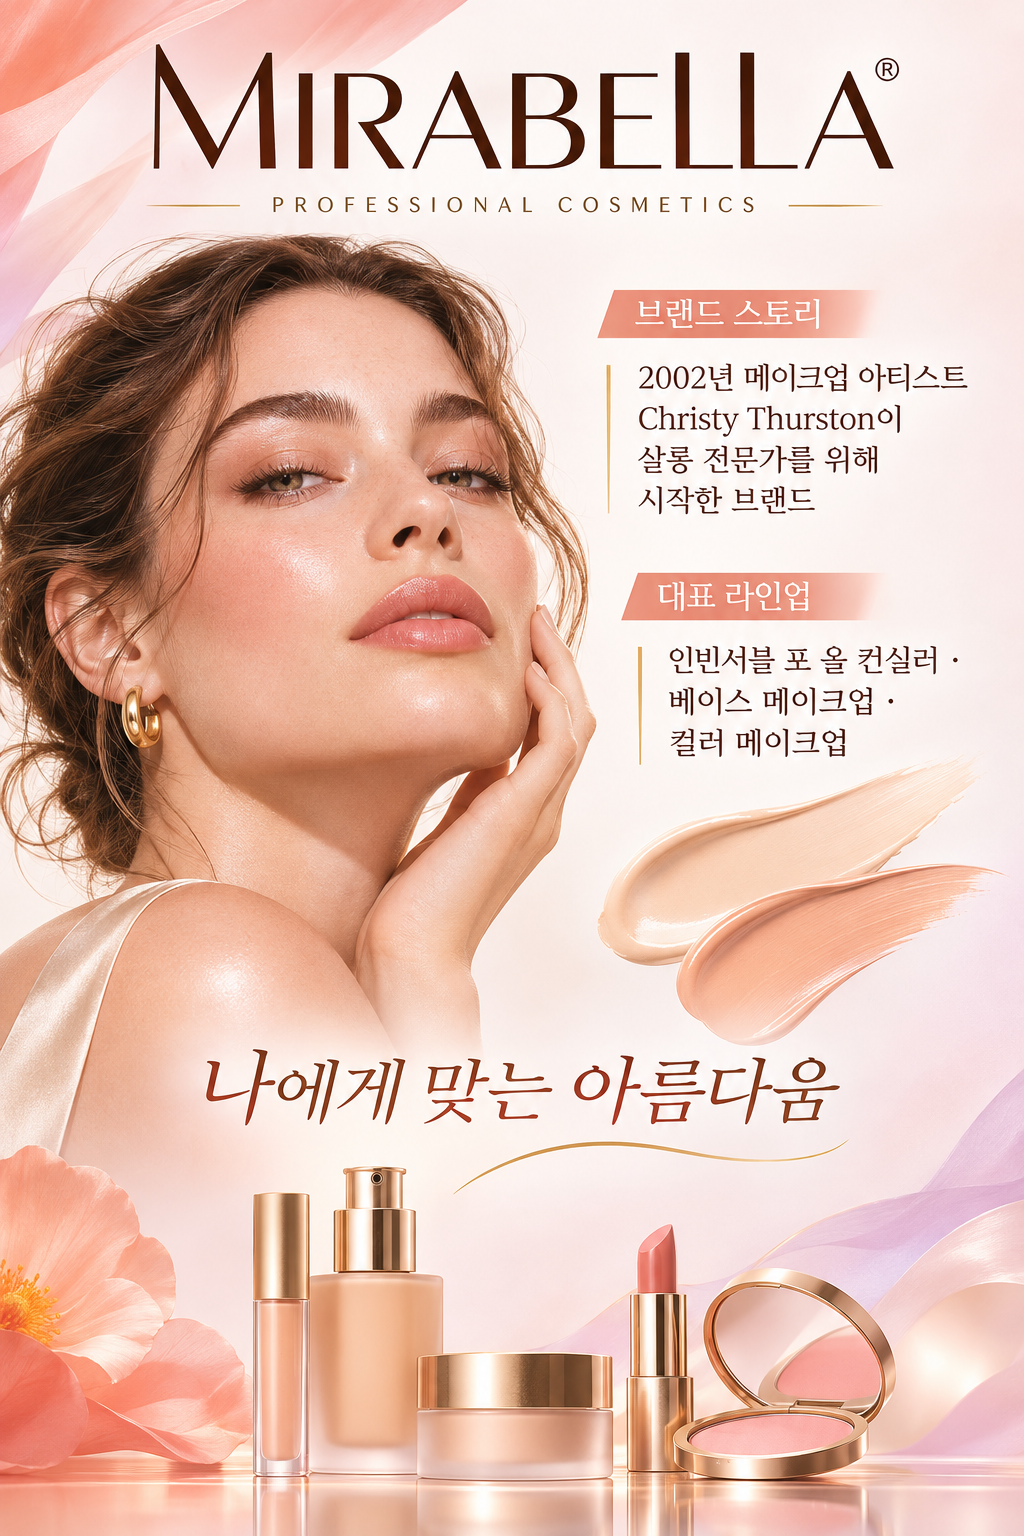 MIRABELLA®
PROFESSIONAL COSMETICS
브랜드 스토리
2002년 메이크업 아티스트
Christy Thurston이
살롱 전문가를 위해
시작한 브랜드
대표 라인업
인빈서블 포 올 컨실러 ·
베이스 메이크업 ·
컬러 메이크업
나에게 맞는 아름다움